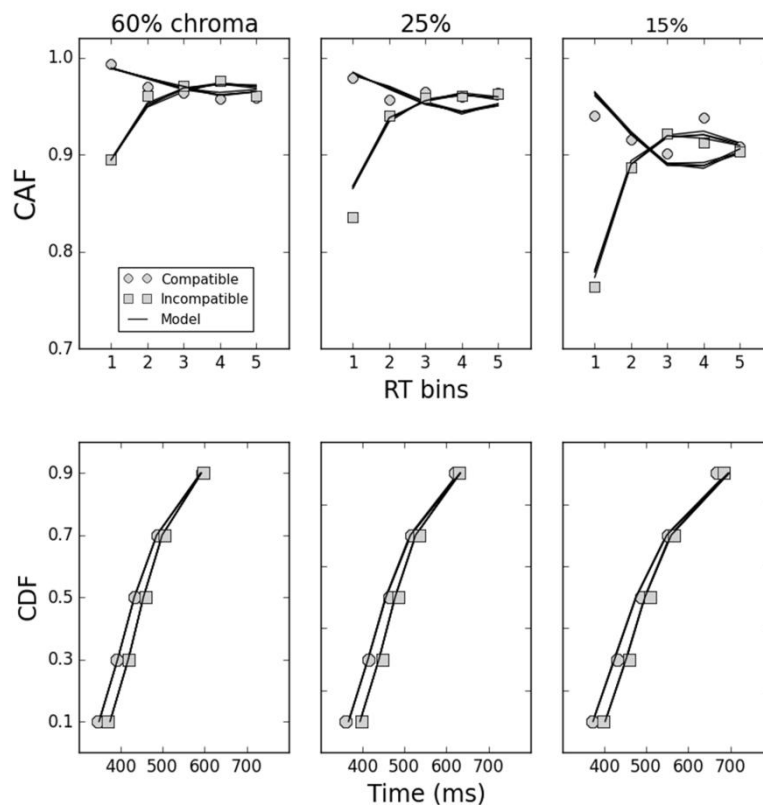 60% chroma 25% 15%
1.0
0.9
CAF
0.8
0.7
Compatible
Incompatible
Model
1 2 3 4 5 1 2 3 4 5 1 2 3 4 5
RT bins
0.9
0.7
CDF
0.5
0.3
0.1
400 500 600 700 400 500 600 700 400 500 600 700
Time (ms)